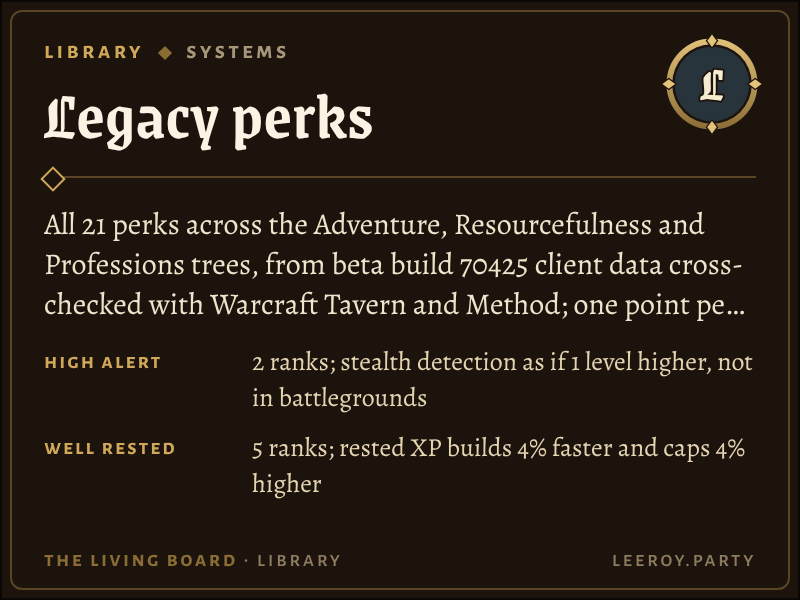 LIBRARY ◆ SYSTEMS
L
Legacy perks
All 21 perks across the Adventure, Resourcefulness and
Professions trees, from beta build 70425 client data cross-
checked with Warcraft Tavern and Method; one point pe...
HIGH ALERT 2 ranks; stealth detection as if 1 level higher, not
in battlegrounds
WELL RESTED 5 ranks; rested XP builds 4% faster and caps 4%
higher
THE LIVING BOARD · LIBRARY LEEROY.PARTY